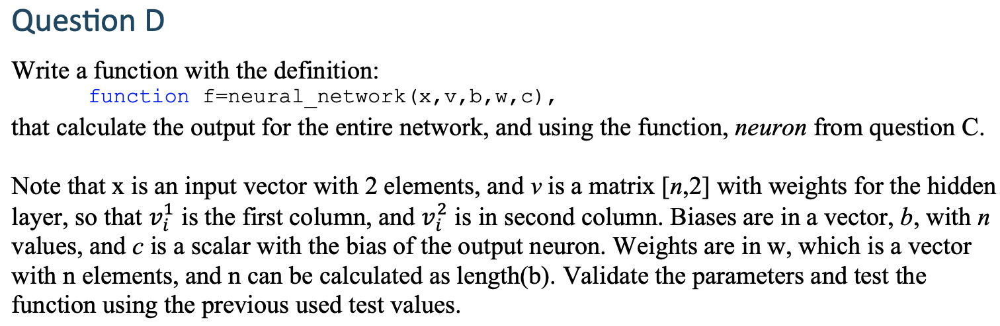 Question D
Write a function with the definition:
function f=neural_network(x,v,b,w,c),
that calculate the output for the entire network, and using the function, neuron from question C.
Note that x is an input vector with 2 elements, and v is a matrix [n,2] with weights for the hidden
layer, so that v_i^1 is the first column, and v_i^2 is in second column. Biases are in a vector, b, with n
values, and c is a scalar with the bias of the output neuron. Weights are in w, which is a vector
with n elements, and n can be calculated as length(b). Validate the parameters and test the
function using the previous used test values.